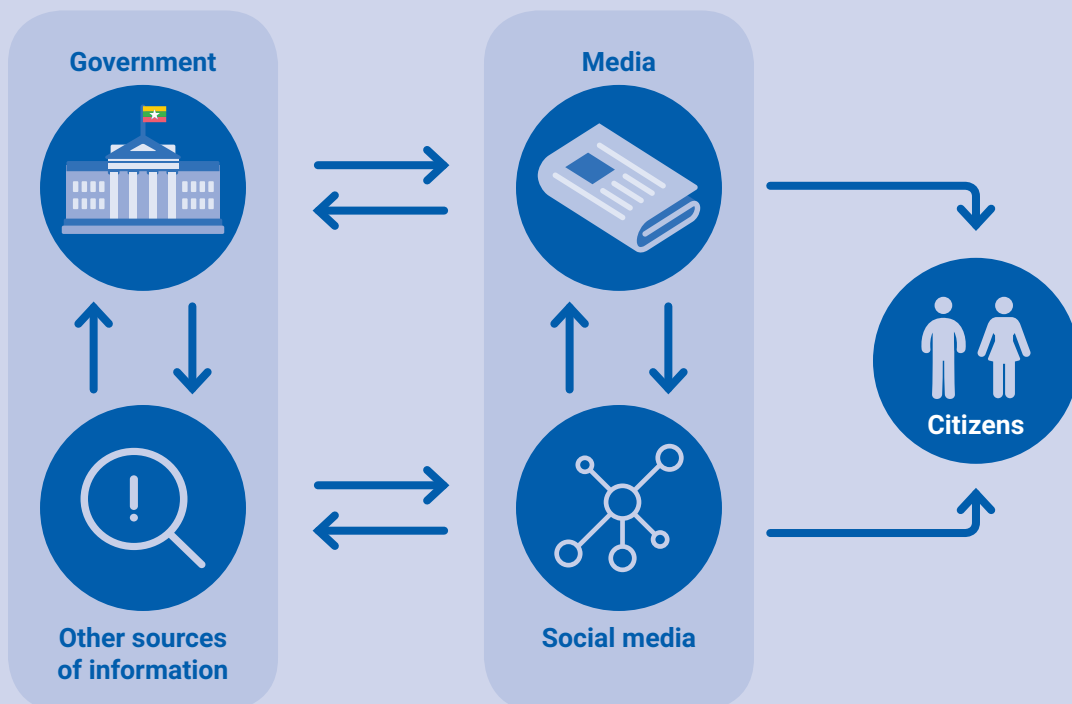 Government
Media
Citizens
Other sources
of information
Social media